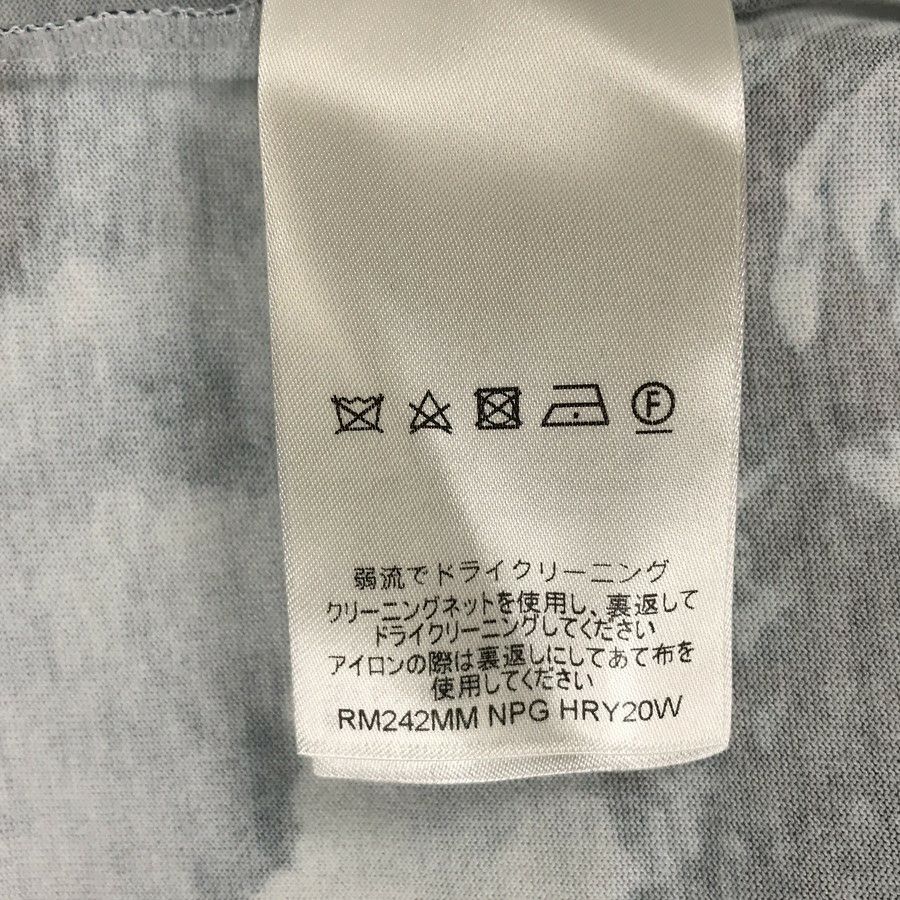 F
弱流でドライクリーニング
クリーニングネットを使用し、裏返して
ドライクリーニングしてください
アイロンの際は裏返しにしてあて布を
使用してください
RM242MM NPG HRY20W